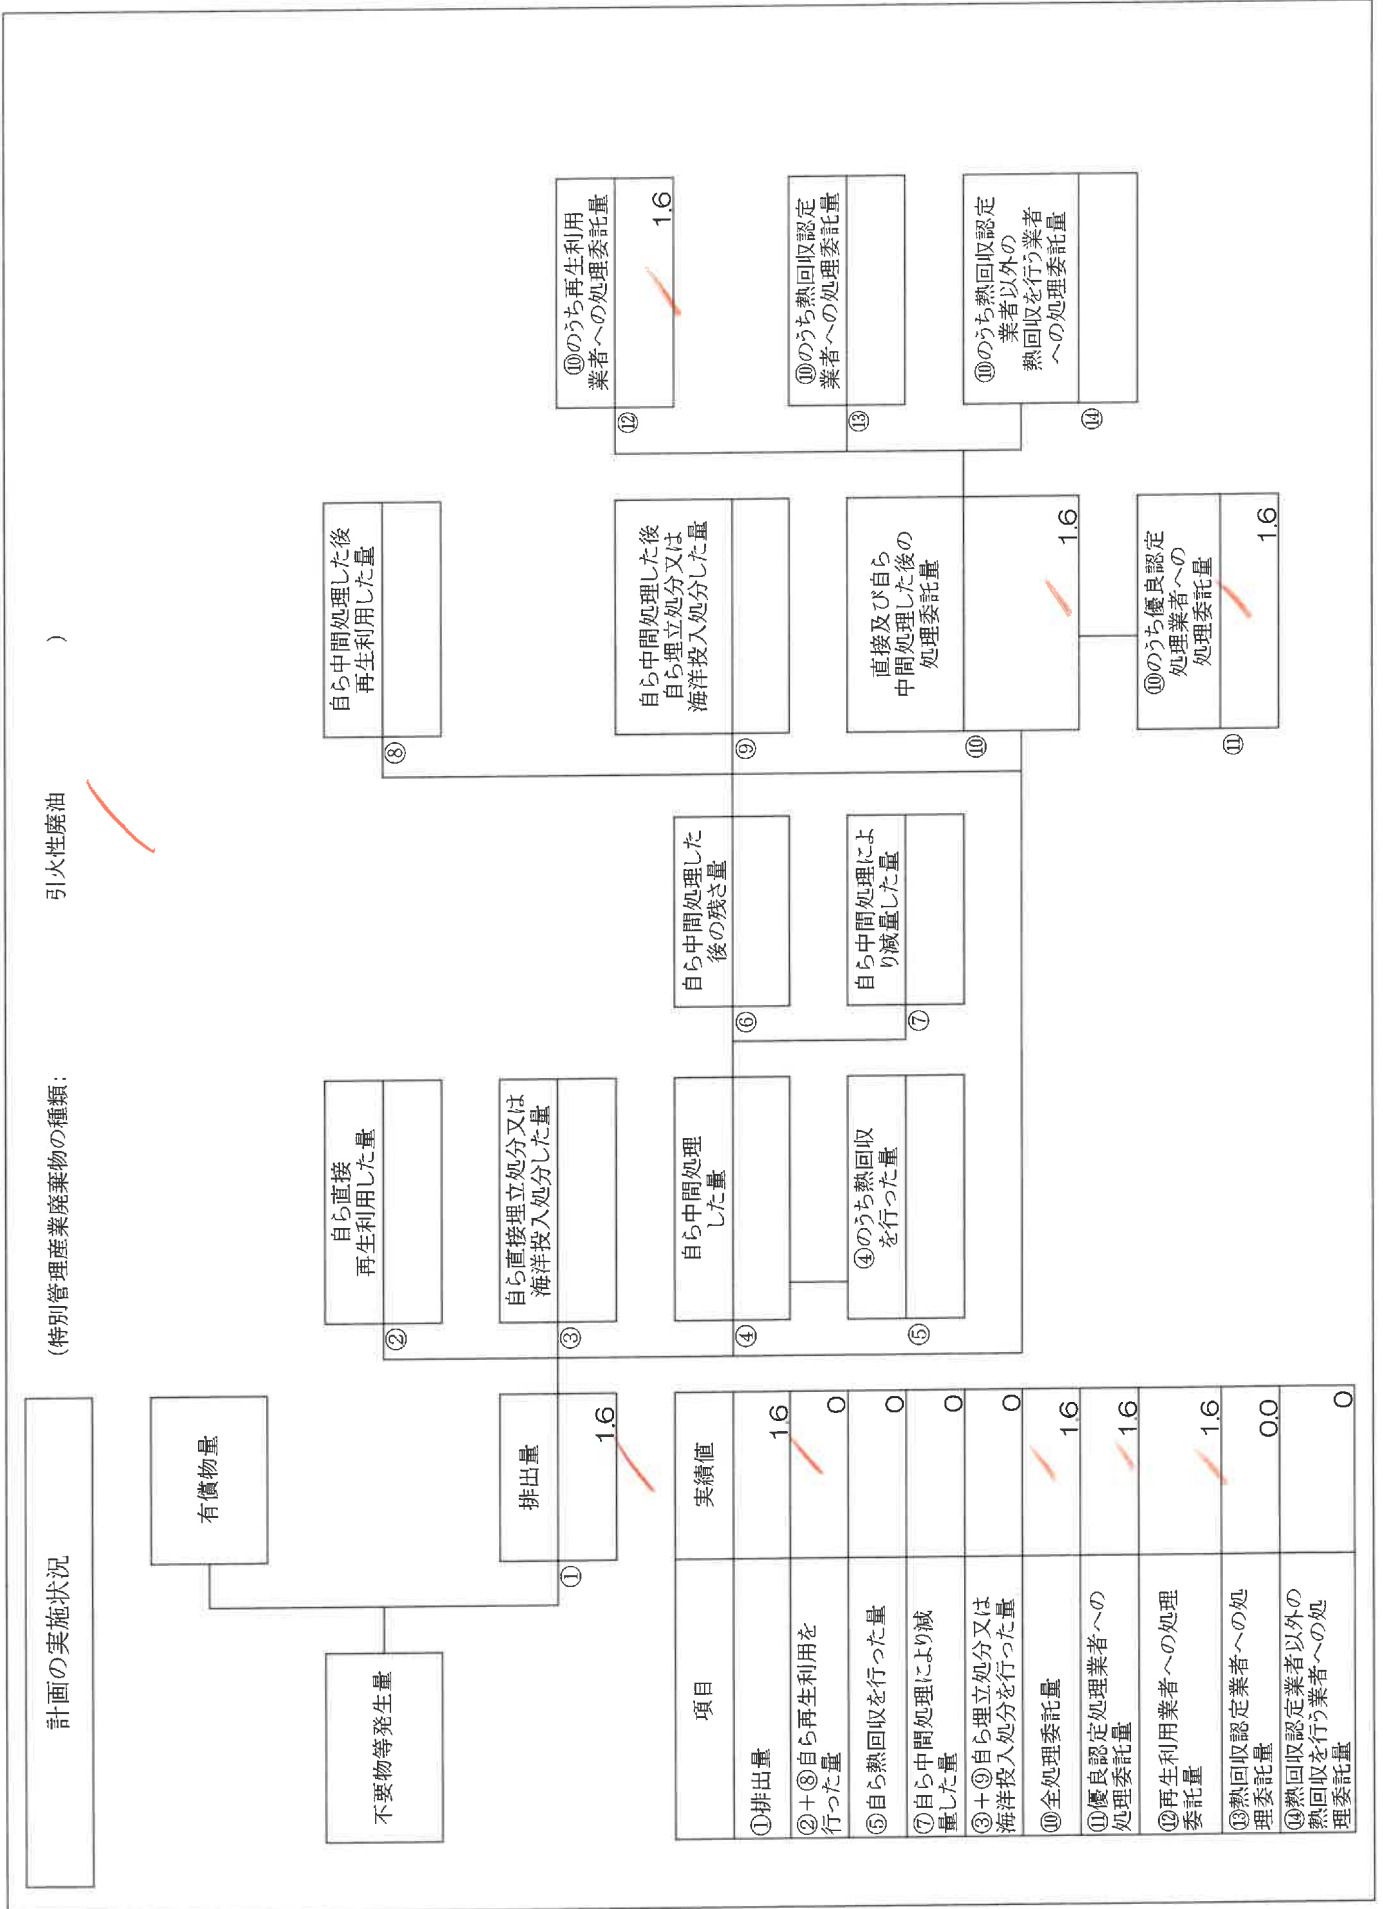 計画の実施状況
(特別管理産業廃棄物の種類:
引火性廃油
)
有償物量
不要物等発生量
排出量
①
1.6
自ら直接
再生利用した量
②
自ら直接埋立処分又は
海洋投入処分した量
③
自ら中間処理
した量
④
④のうち熱回収
を行った量
⑤
自ら中間処理した
後の残さ量
⑥
自ら中間処理によ
り減量した量
⑦
自ら中間処理した後
再生利用した量
⑧
自ら中間処理した後
自ら埋立処分又は
海洋投入処分した量
⑨
直接及び自ら
中間処理した後の
処理委託量
⑩
1.6
⑩のうち優良認定
処理業者への
処理委託量
⑪
1.6
⑩のうち再生利用
業者への処理委託量
⑫
1.6
⑩のうち熱回収認定
業者への処理委託量
⑬
⑩のうち熱回収認定
業者以外の
熱回収を行う業者
への処理委託量
⑭
項目
実績値
①排出量
1.6
②+⑧自ら再生利用を
行った量
0
⑤自ら熱回収を行った量
0
⑦自ら中間処理により減
量した量
0
③+⑨自ら埋立処分又は
海洋投入処分を行った量
0
⑩全処理委託量
1.6
⑪優良認定処理業者への
処理委託量
1.6
⑫再生利用業者への処理
委託量
1.6
⑬熱回収認定業者への処
理委託量
0.0
⑭熱回収認定業者以外の
熱回収を行う業者への処
理委託量
0